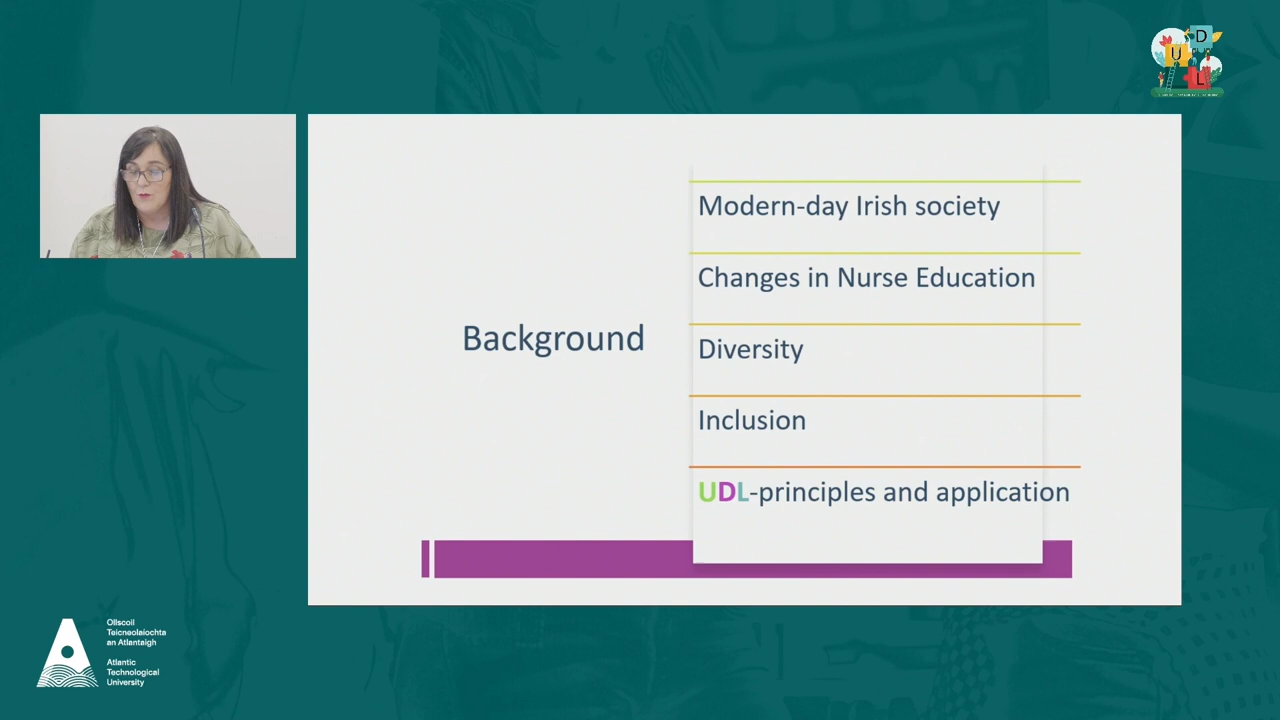 U
D
L
Background
Modern-day Irish society
Changes in Nurse Education
Diversity
Inclusion
UDL-principles and application
Ollscoil
Teicneolaíochta
an Atlantaigh
Atlantic
Technological
University